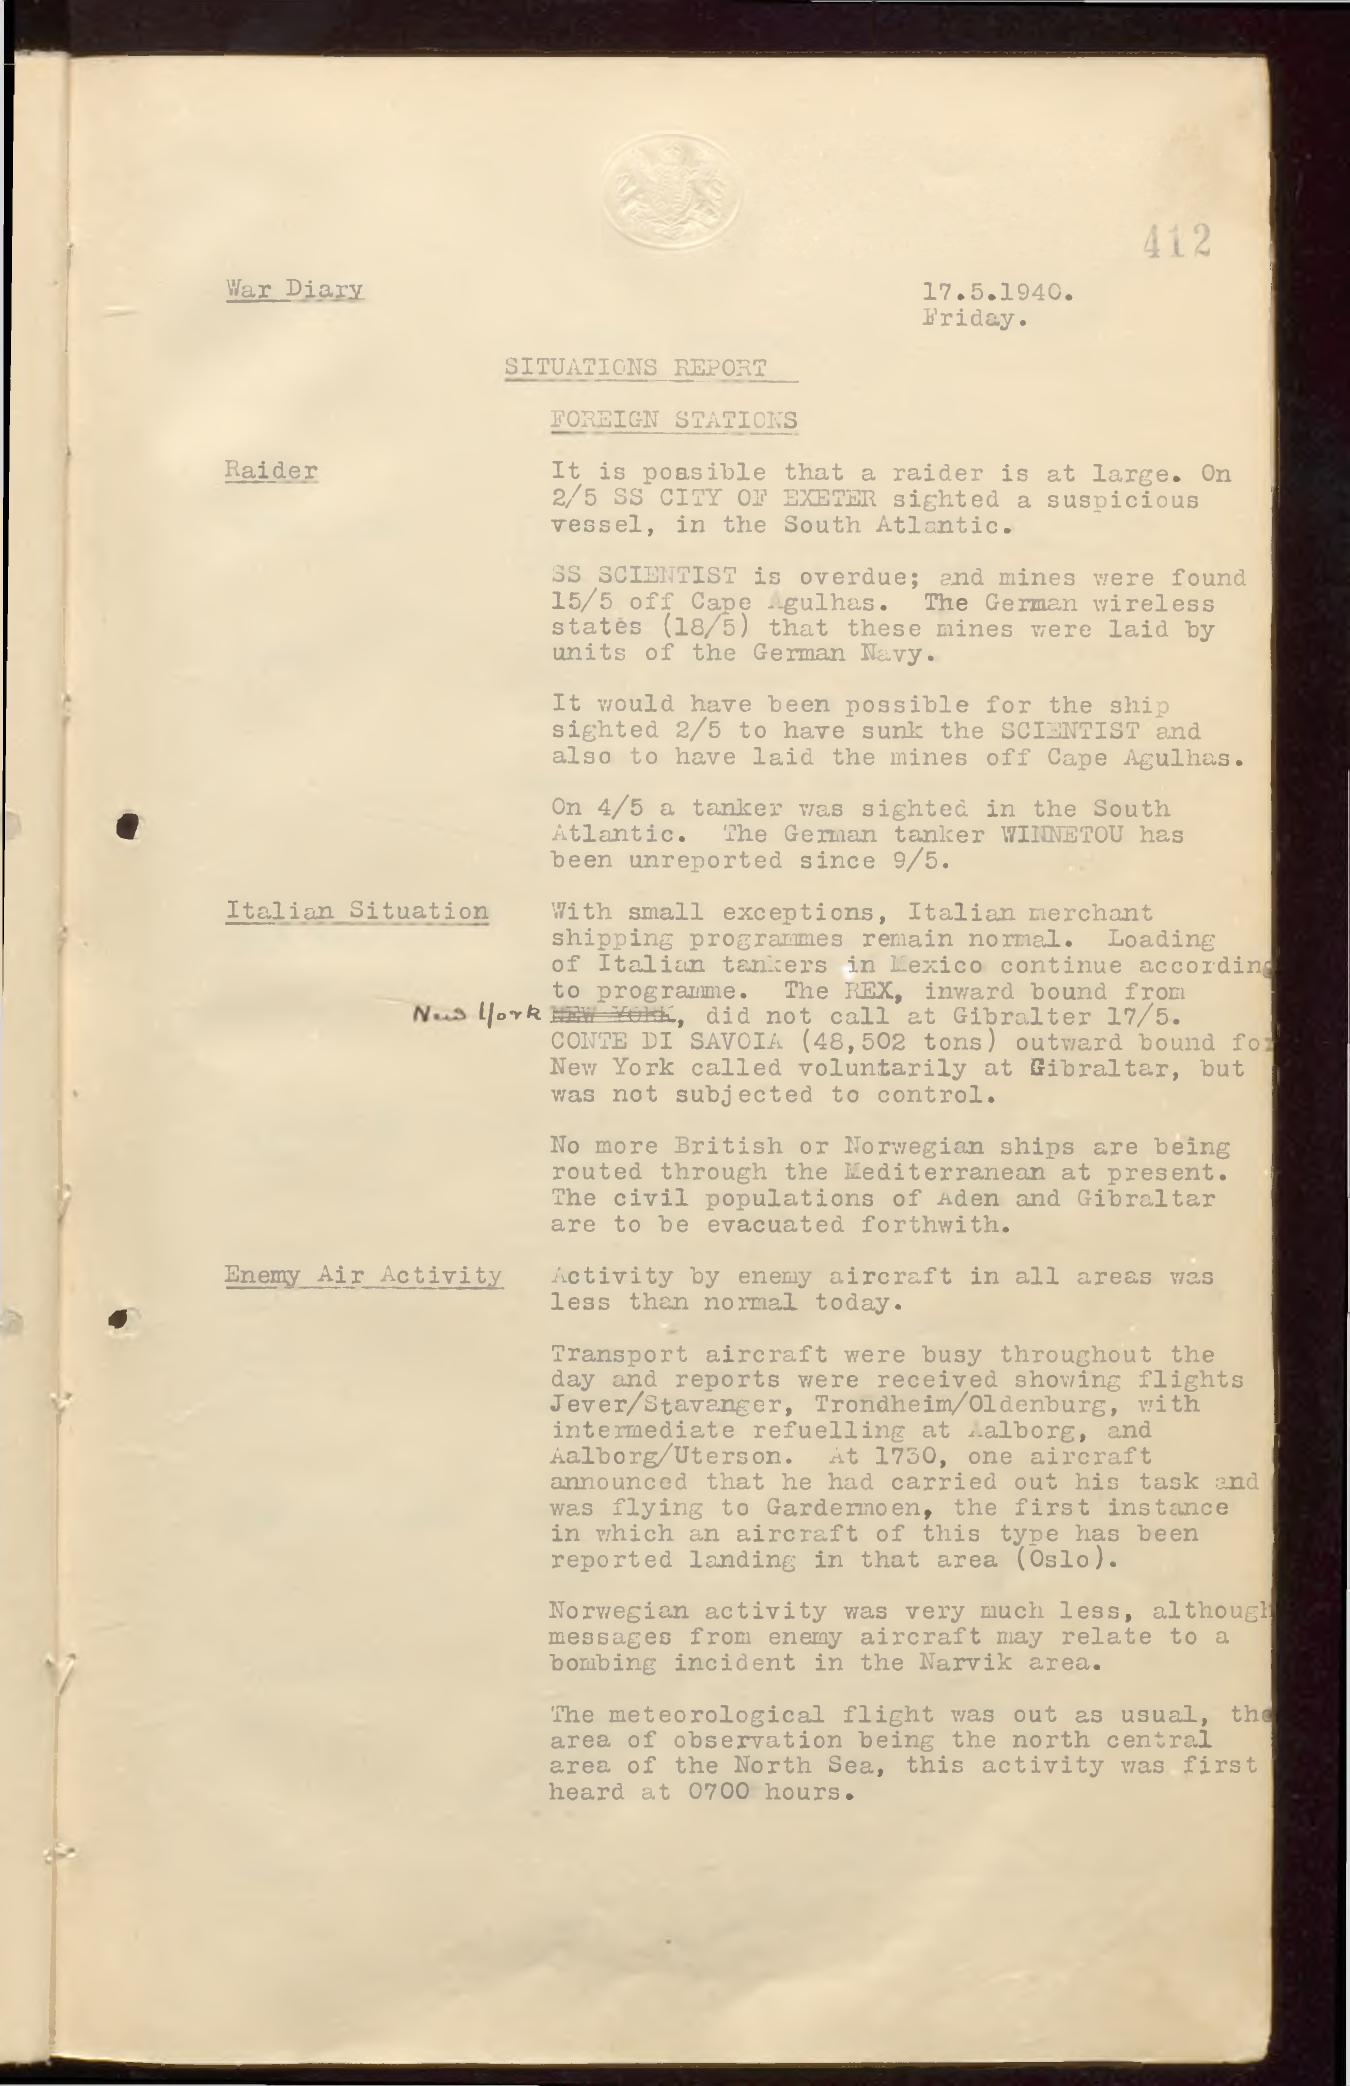 412
War Diary
17.5.1940.
Friday.
SITUATIONS REPORT
FOREIGN STATIONS
Raider
It is possible that a raider is at large. On
2/5 SS CITY OF EXETER sighted a suspicious
vessel, in the South Atlantic.
SS SCIENTIST is overdue; and mines were found
15/5 off Cape Agulhas. The German wireless
states (18/5) that these mines were laid by
units of the German Navy.
It would have been possible for the ship
sighted 2/5 to have sunk the SCIENTIST and
also to have laid the mines off Cape Agulhas.
On 4/5 a tanker was sighted in the South
Atlantic. The German tanker WINNETOU has
been unreported since 9/5.
Italian Situation
With small exceptions, Italian merchant
shipping programmes remain normal. Loading
of Italian tankers in Mexico continue according
to programme. The REX, inward bound from
New York NEW YORK, did not call at Gibralter 17/5.
CONTE DI SAVOIA (48,502 tons) outward bound for
New York called voluntarily at Gibraltar, but
was not subjected to control.
No more British or Norwegian ships are being
routed through the Mediterranean at present.
The civil populations of Aden and Gibraltar
are to be evacuated forthwith.
Enemy Air Activity
Activity by enemy aircraft in all areas was
less than normal today.
Transport aircraft were busy throughout the
day and reports were received showing flights
Jever/Stavanger, Trondheim/Oldenburg, with
intermediate refuelling at Aalborg, and
Aalborg/Uterson. At 1730, one aircraft
announced that he had carried out his task and
was flying to Gardermoen, the first instance
in which an aircraft of this type has been
reported landing in that area (Oslo).
Norwegian activity was very much less, although
messages from enemy aircraft may relate to a
bombing incident in the Narvik area.
The meteorological flight was out as usual, the
area of observation being the north central
area of the North Sea, this activity was first
heard at 0700 hours.